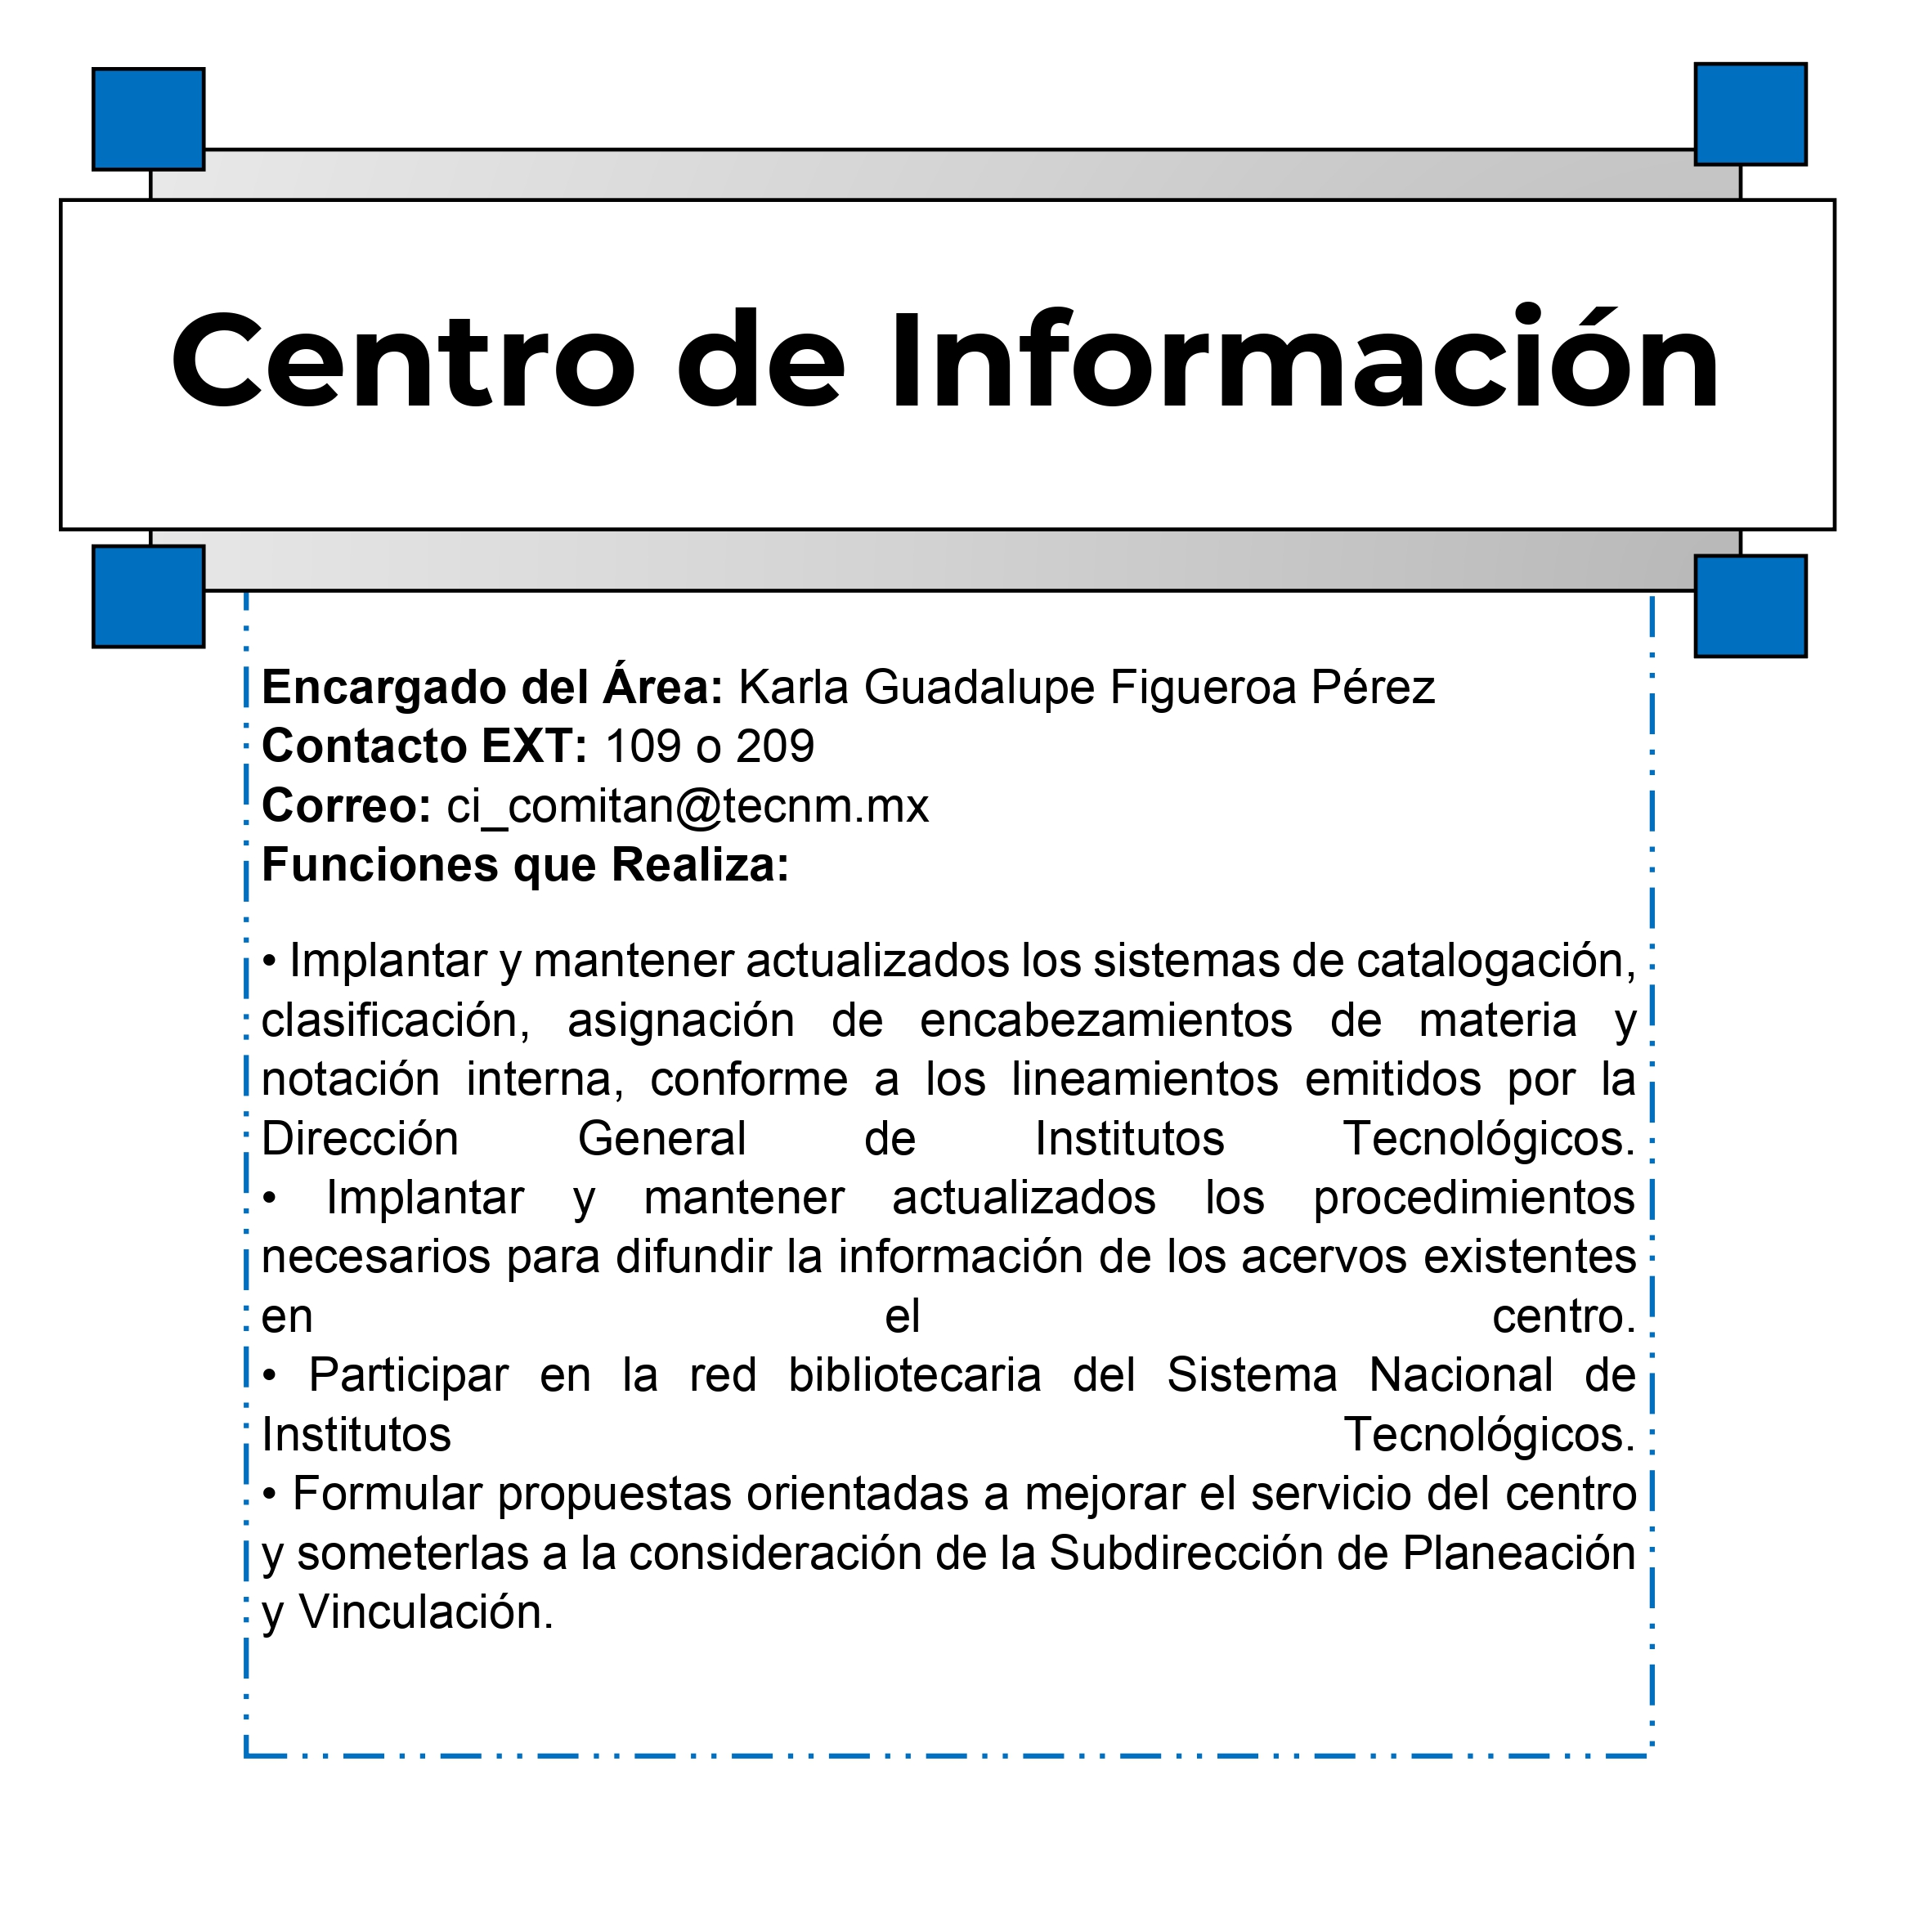 Centro de Información
Encargado del Área: Karla Guadalupe Figueroa Pérez
Contacto EXT: 109 o 209
Correo: ci_comitan@tecnm.mx
Funciones que Realiza:
• Implantar y mantener actualizados los sistemas de catalogación,
clasificación, asignación de encabezamientos de materia y
notación interna, conforme a los lineamientos emitidos por la
Dirección General de Institutos Tecnológicos.
• Implantar y mantener actualizados los procedimientos
necesarios para difundir la información de los acervos existentes
en el centro.
• Participar en la red bibliotecaria del Sistema Nacional de
Institutos Tecnológicos.
• Formular propuestas orientadas a mejorar el servicio del centro
y someterlas a la consideración de la Subdirección de Planeación
y Vinculación.